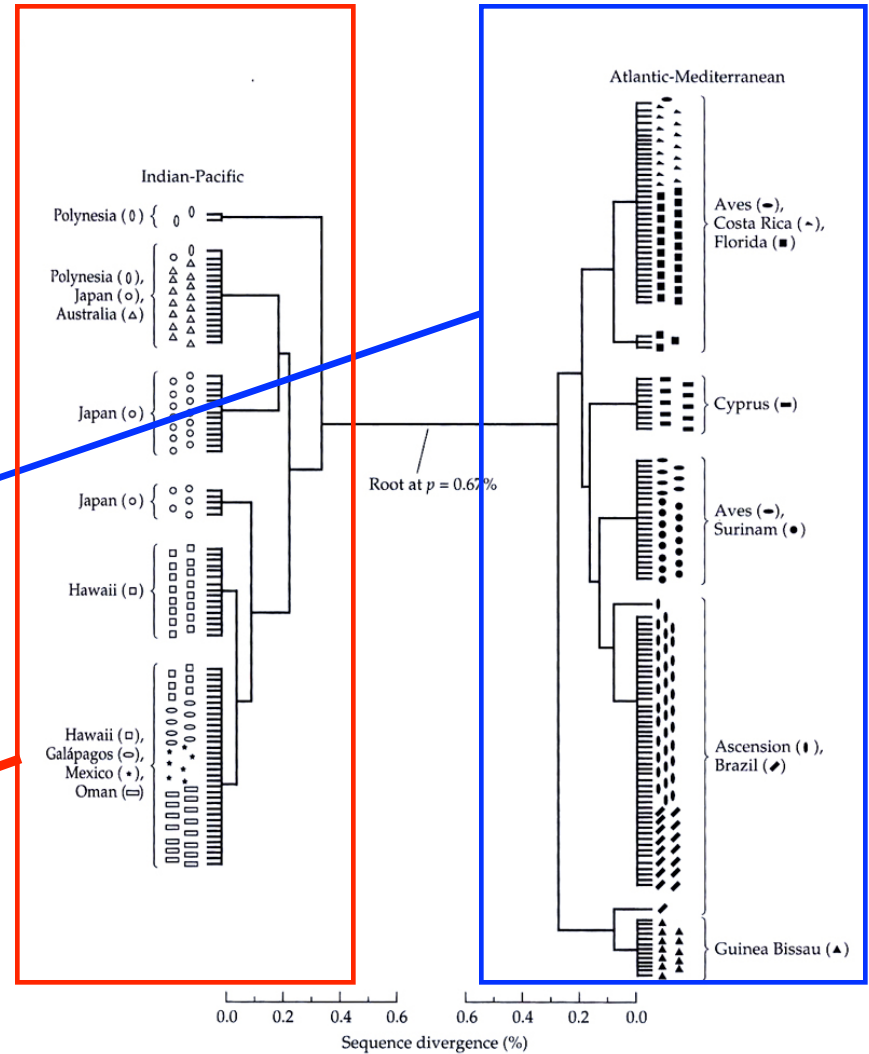 Atlantic-Mediterranean
Indian-Pacific
Polynesia (⬯) {
Polynesia (⬯),
Japan (○),
Australia (△)
Japan (○)
Japan (○)
Hawaii (□)
Hawaii (□),
Galápagos (⬭),
Mexico (★),
Oman (▭)
Root at p = 0.67%
Aves (⬬),
Costa Rica (◢),
Florida (■)
Cyprus (▬)
Aves (⬬),
Surinam (●)
Ascension (⬮),
Brazil (▰)
Guinea Bissau (▲)
0.0 0.2 0.4 0.6 0.6 0.4 0.2 0.0
Sequence divergence (%)